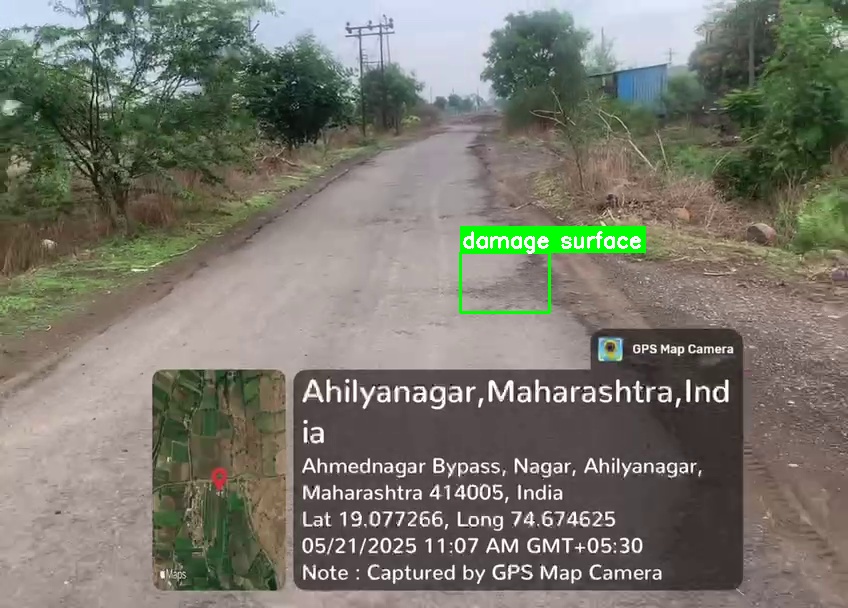 damage surface
GPS Map Camera
Ahilyanagar,Maharashtra,Ind
ia
Ahmednagar Bypass, Nagar, Ahilyanagar,
Maharashtra 414005, India
Lat 19.077266, Long 74.674625
05/21/2025 11:07 AM GMT+05:30
Note : Captured by GPS Map Camera
Maps